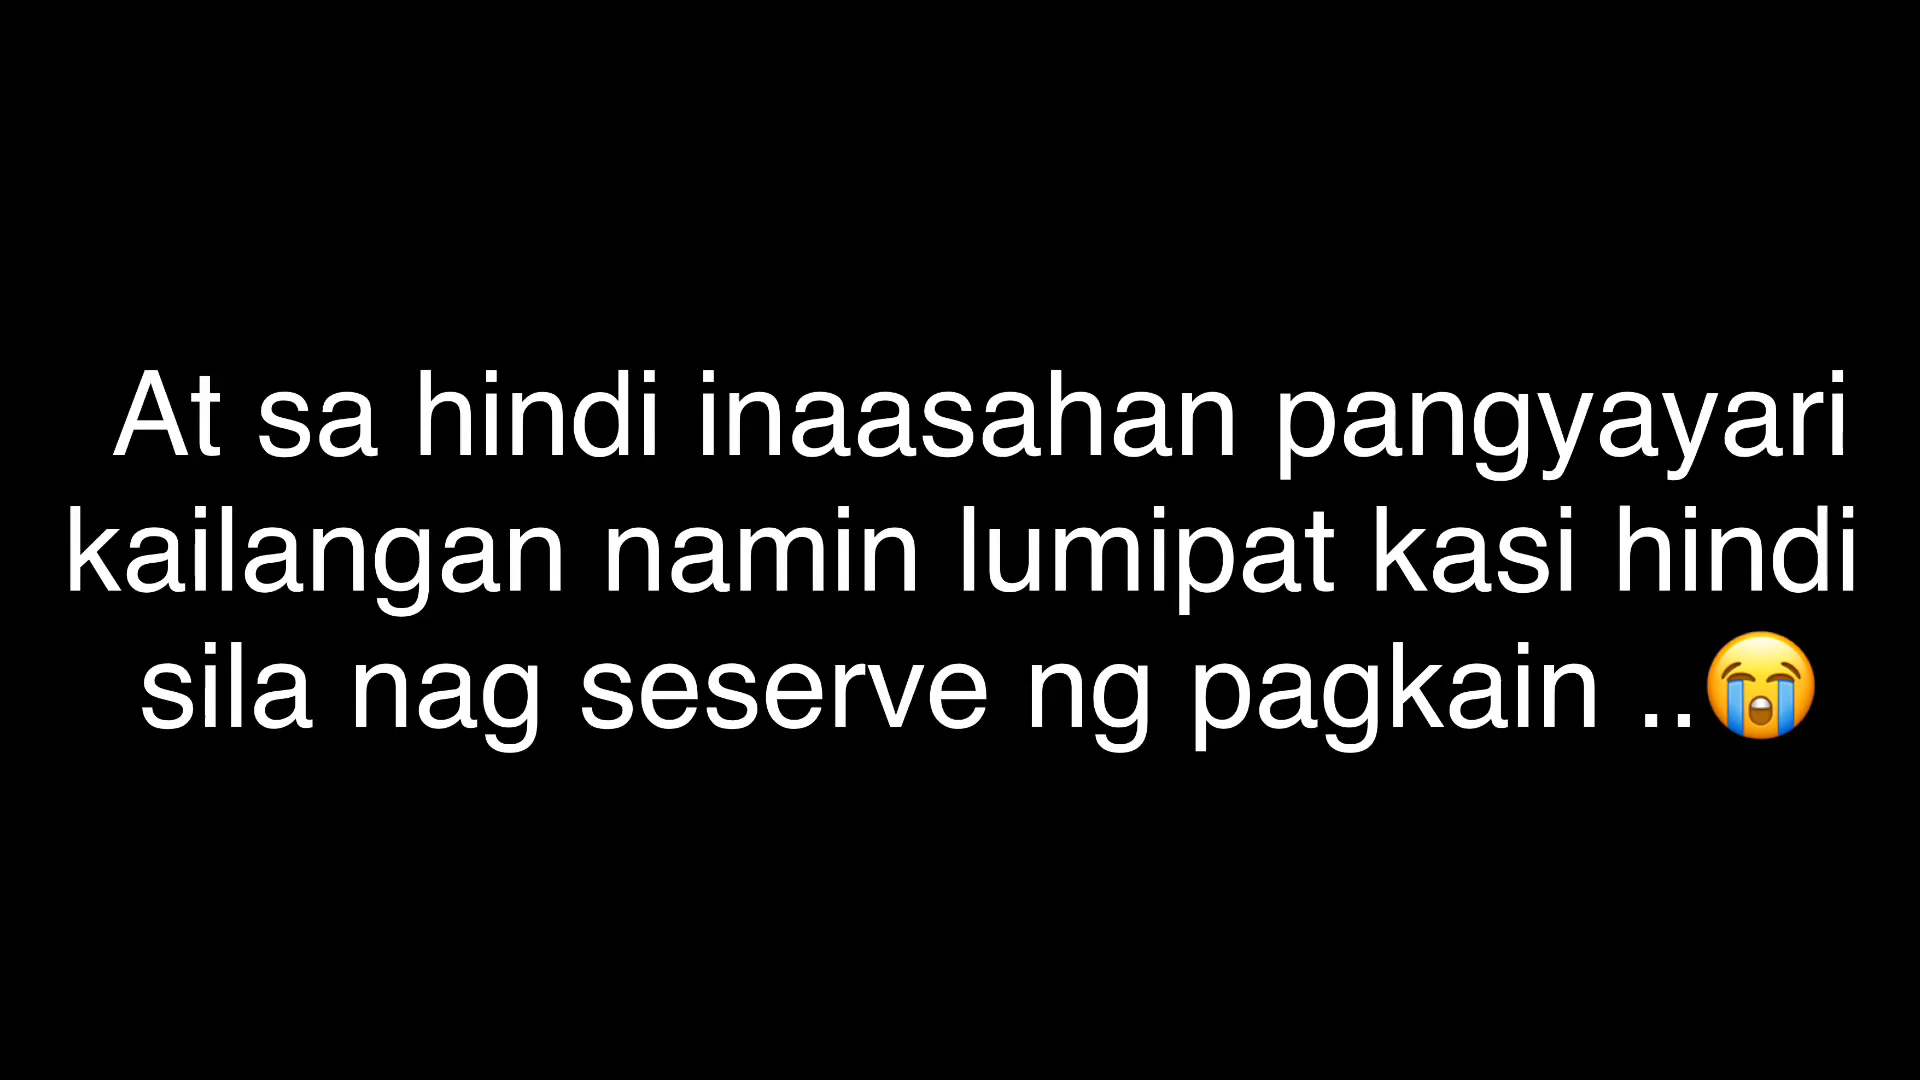 At sa hindi inaasahan pangyayari
kailangan namin lumipat kasi hindi
sila nag seserve ng pagkain ..😭